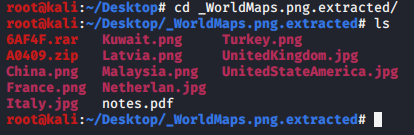 root@kali:~/Desktop# cd _WorldMaps.png.extracted/
root@kali:~/Desktop/_WorldMaps.png.extracted# ls
6AF4F.rar Kuwait.png Turkey.png
A0409.zip Latvia.png UnitedKingdom.jpg
China.png Malaysia.png UnitedStateAmerica.jpg
France.png Netherlan.jpg
Italy.jpg notes.pdf
root@kali:~/Desktop/_WorldMaps.png.extracted#